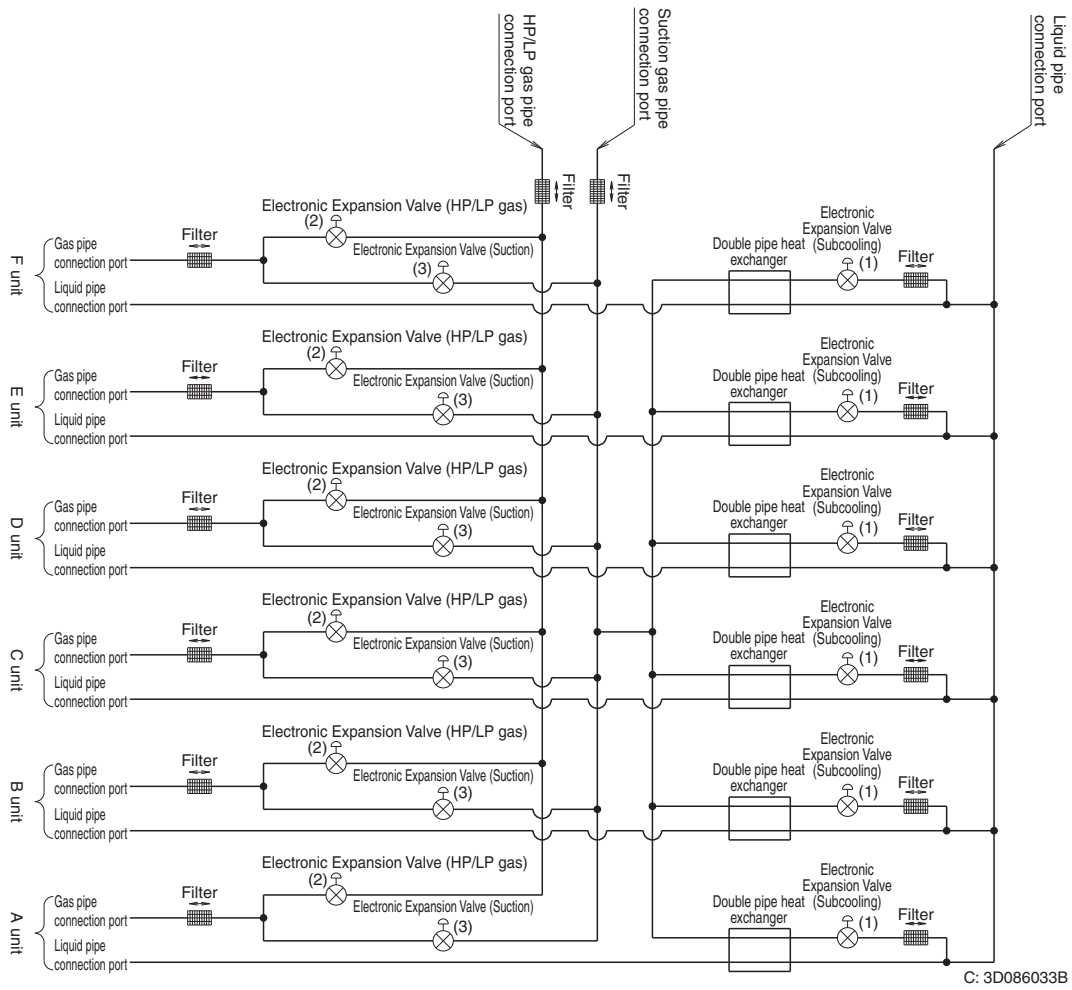 HP/LP gas pipe
connection port
Suction gas pipe
connection port
Liquid pipe
connection port
Filter
Filter
F unit
Gas pipe
connection port
Liquid pipe
connection port
Filter
Electronic Expansion Valve (HP/LP gas)
(2)
Electronic Expansion Valve (Suction)
(3)
Double pipe heat
exchanger
Electronic
Expansion Valve
(Subcooling)
(1)
Filter
E unit
Gas pipe
connection port
Liquid pipe
connection port
Filter
Electronic Expansion Valve (HP/LP gas)
(2)
Electronic Expansion Valve (Suction)
(3)
Double pipe heat
exchanger
Electronic
Expansion Valve
(Subcooling)
(1)
Filter
D unit
Gas pipe
connection port
Liquid pipe
connection port
Filter
Electronic Expansion Valve (HP/LP gas)
(2)
Electronic Expansion Valve (Suction)
(3)
Double pipe heat
exchanger
Electronic
Expansion Valve
(Subcooling)
(1)
Filter
C unit
Gas pipe
connection port
Liquid pipe
connection port
Filter
Electronic Expansion Valve (HP/LP gas)
(2)
Electronic Expansion Valve (Suction)
(3)
Double pipe heat
exchanger
Electronic
Expansion Valve
(Subcooling)
(1)
Filter
B unit
Gas pipe
connection port
Liquid pipe
connection port
Filter
Electronic Expansion Valve (HP/LP gas)
(2)
Electronic Expansion Valve (Suction)
(3)
Double pipe heat
exchanger
Electronic
Expansion Valve
(Subcooling)
(1)
Filter
A unit
Gas pipe
connection port
Liquid pipe
connection port
Filter
Electronic Expansion Valve (HP/LP gas)
(2)
Electronic Expansion Valve (Suction)
(3)
Double pipe heat
exchanger
Electronic
Expansion Valve
(Subcooling)
(1)
Filter
C: 3D086033B